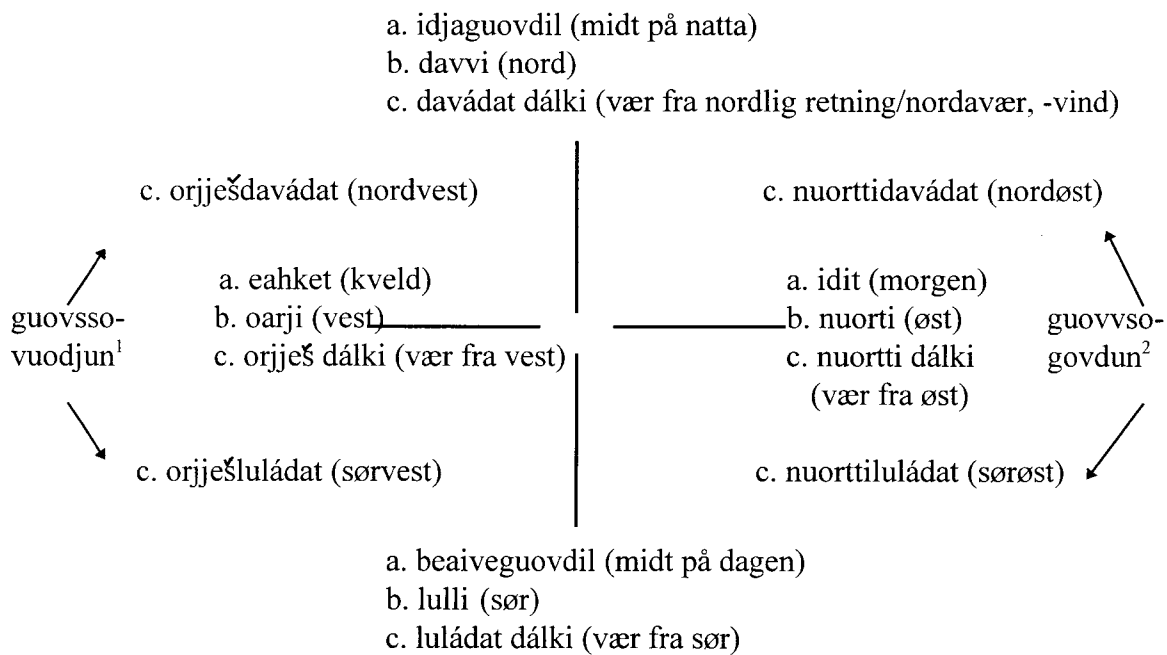 a. idjaguovdil (midt på natta)
b. davvi (nord)
c. davádat dálki (vær fra nordlig retning/nordavær, -vind)
c. orjješdavádat (nordvest)
c. nuorttidavádat (nordøst)
guovsso-
vuodjun¹
a. eahket (kveld)
b. oarji (vest)
c. orjješ dálki (vær fra vest)
a. idit (morgen)
b. nuorti (øst)
c. nuortti dálki
(vær fra øst)
guovvso-
govdun²
c. orjješluládat (sørvest)
c. nuorttiluládat (sørøst)
a. beaiveguovdil (midt på dagen)
b. lulli (sør)
c. luládat dálki (vær fra sør)